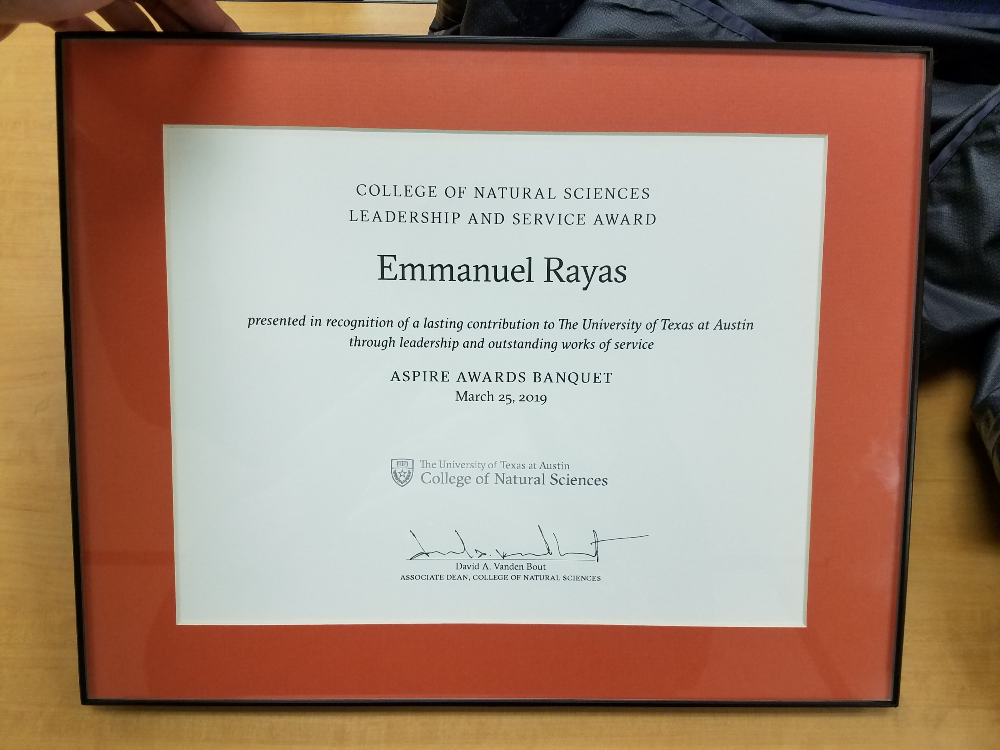 COLLEGE OF NATURAL SCIENCES
LEADERSHIP AND SERVICE AWARD
Emmanuel Rayas
presented in recognition of a lasting contribution to The University of Texas at Austin
through leadership and outstanding works of service
ASPIRE AWARDS BANQUET
March 25, 2019
The University of Texas at Austin
College of Natural Sciences
David A. Vanden Bout
ASSOCIATE DEAN, COLLEGE OF NATURAL SCIENCES